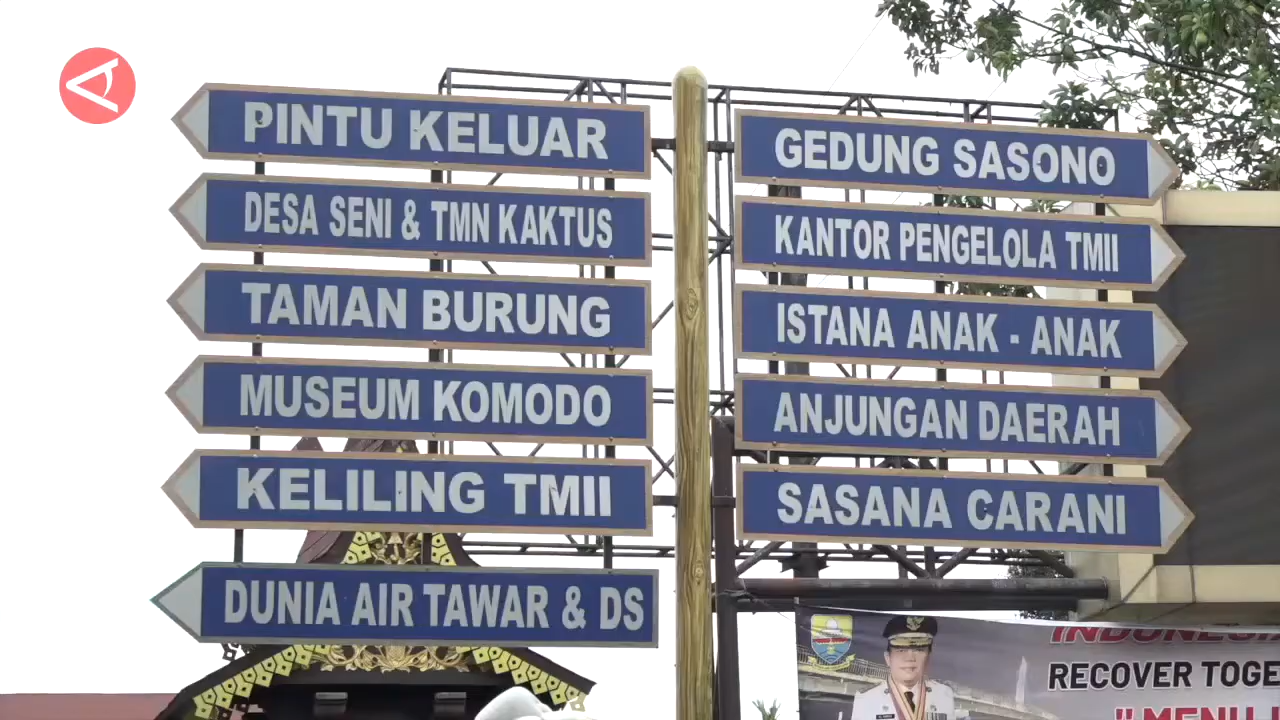 PINTU KELUAR
DESA SENI & TMN KAKTUS
TAMAN BURUNG
MUSEUM KOMODO
KELILING TMII
DUNIA AIR TAWAR & DS
GEDUNG SASONO
KANTOR PENGELOLA TMII
ISTANA ANAK - ANAK
ANJUNGAN DAERAH
SASANA CARANI
INDONESIA
RECOVER TOGE